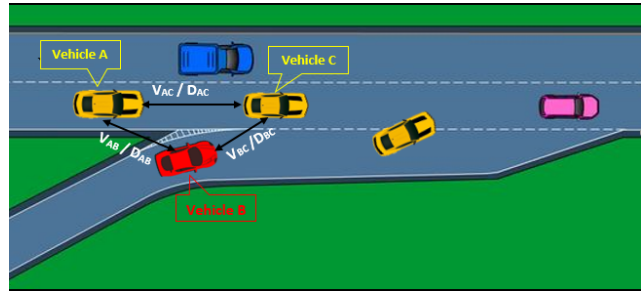 Vehicle A
Vehicle C
VAC / DAC
VAB / DAB
VBC / DBC
Vehicle B